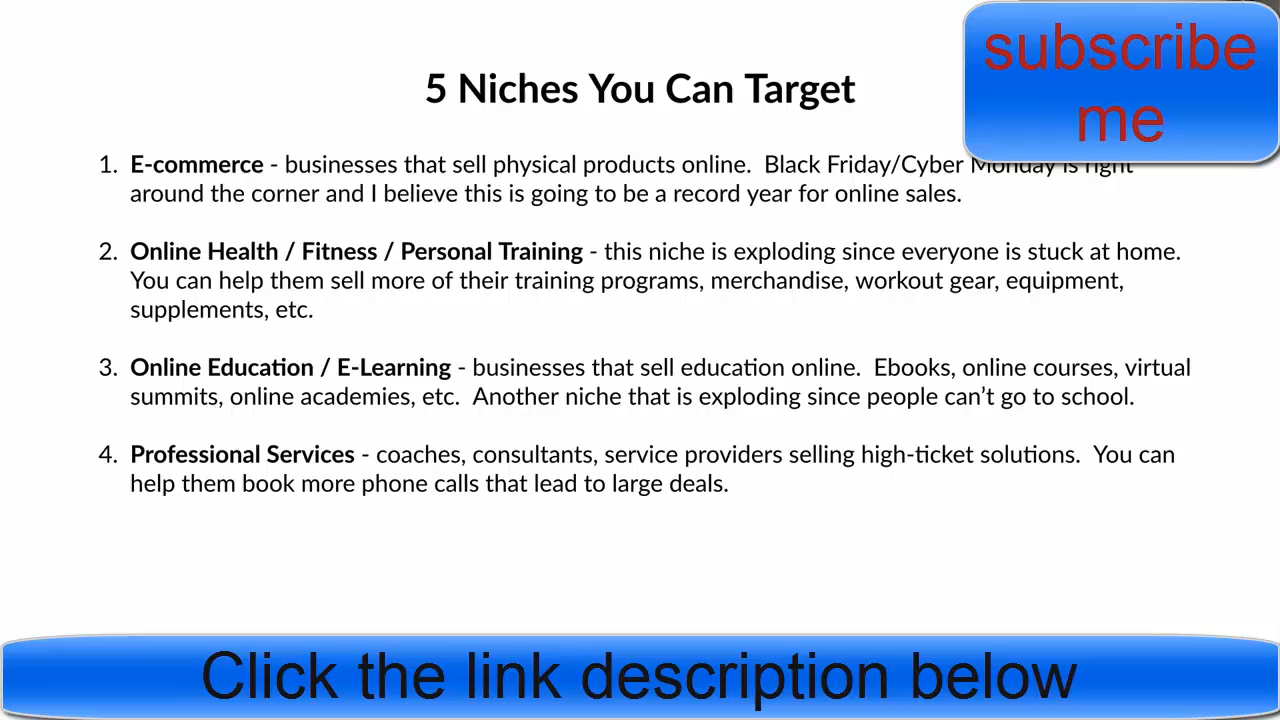 subscribe
me
5 Niches You Can Target
1. E-commerce - businesses that sell physical products online. Black Friday/Cyber Monday is right
around the corner and I believe this is going to be a record year for online sales.
2. Online Health / Fitness / Personal Training - this niche is exploding since everyone is stuck at home.
You can help them sell more of their training programs, merchandise, workout gear, equipment,
supplements, etc.
3. Online Education / E-Learning - businesses that sell education online. Ebooks, online courses, virtual
summits, online academies, etc. Another niche that is exploding since people can’t go to school.
4. Professional Services - coaches, consultants, service providers selling high-ticket solutions. You can
help them book more phone calls that lead to large deals.
Click the link description below